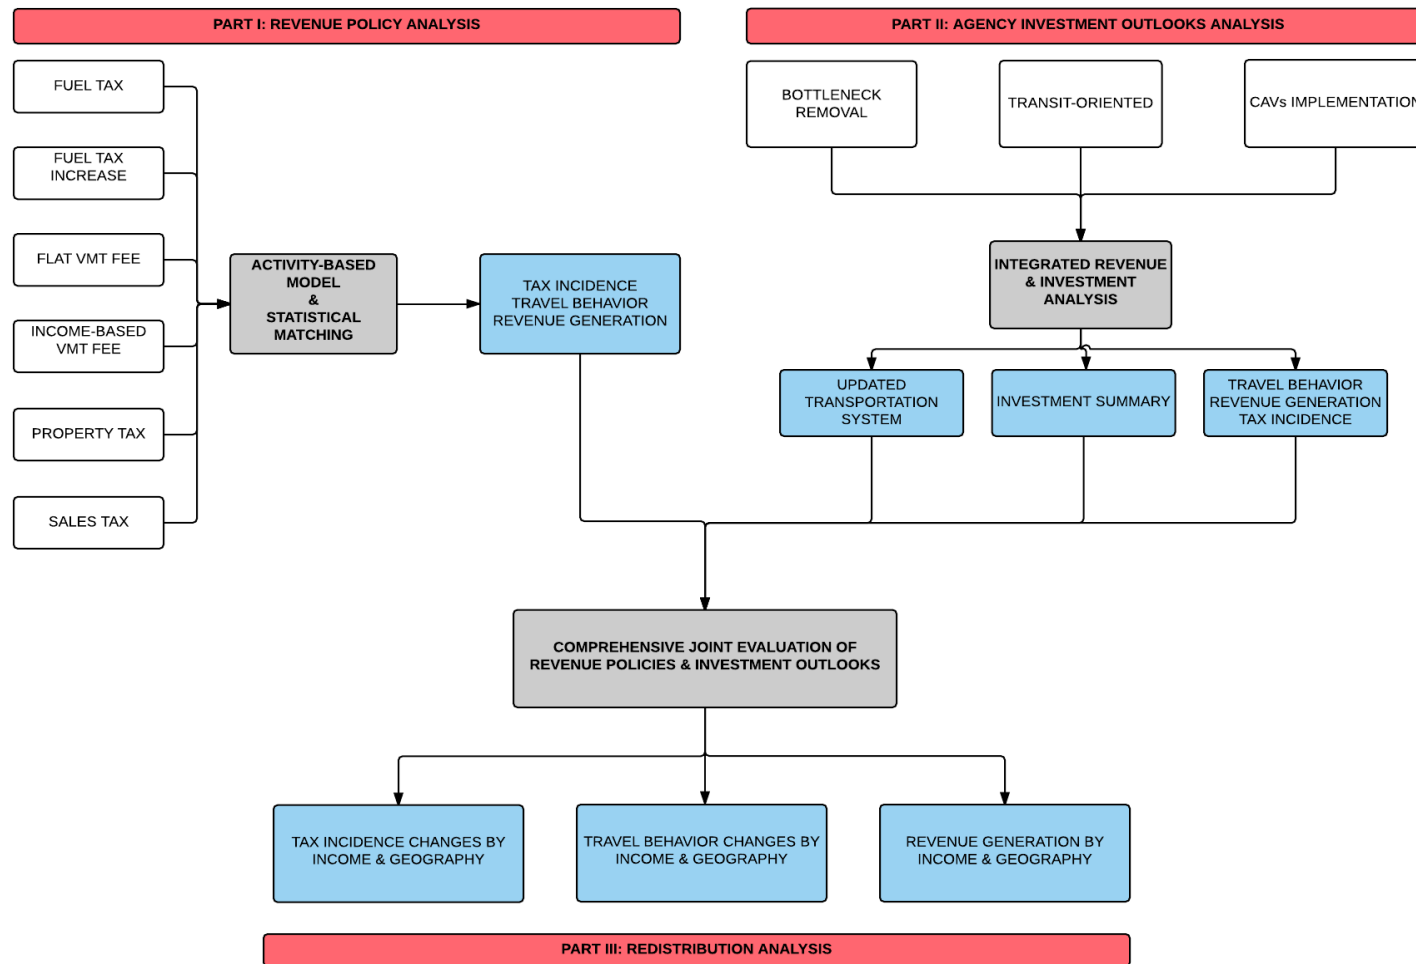 PART I: REVENUE POLICY ANALYSIS
FUEL TAX
FUEL TAX
INCREASE
FLAT VMT FEE
INCOME-BASED
VMT FEE
PROPERTY TAX
SALES TAX
ACTIVITY-BASED
MODEL
&
STATISTICAL
MATCHING
TAX INCIDENCE
TRAVEL BEHAVIOR
REVENUE GENERATION
PART II: AGENCY INVESTMENT OUTLOOKS ANALYSIS
BOTTLENECK
REMOVAL
TRANSIT-ORIENTED
CAVs IMPLEMENTATION
INTEGRATED REVENUE
& INVESTMENT
ANALYSIS
UPDATED
TRANSPORTATION
SYSTEM
INVESTMENT SUMMARY
TRAVEL BEHAVIOR
REVENUE GENERATION
TAX INCIDENCE
COMPREHENSIVE JOINT EVALUATION OF
REVENUE POLICIES & INVESTMENT OUTLOOKS
TAX INCIDENCE CHANGES BY
INCOME & GEOGRAPHY
TRAVEL BEHAVIOR CHANGES BY
INCOME & GEOGRAPHY
REVENUE GENERATION BY
INCOME & GEOGRAPHY
PART III: REDISTRIBUTION ANALYSIS